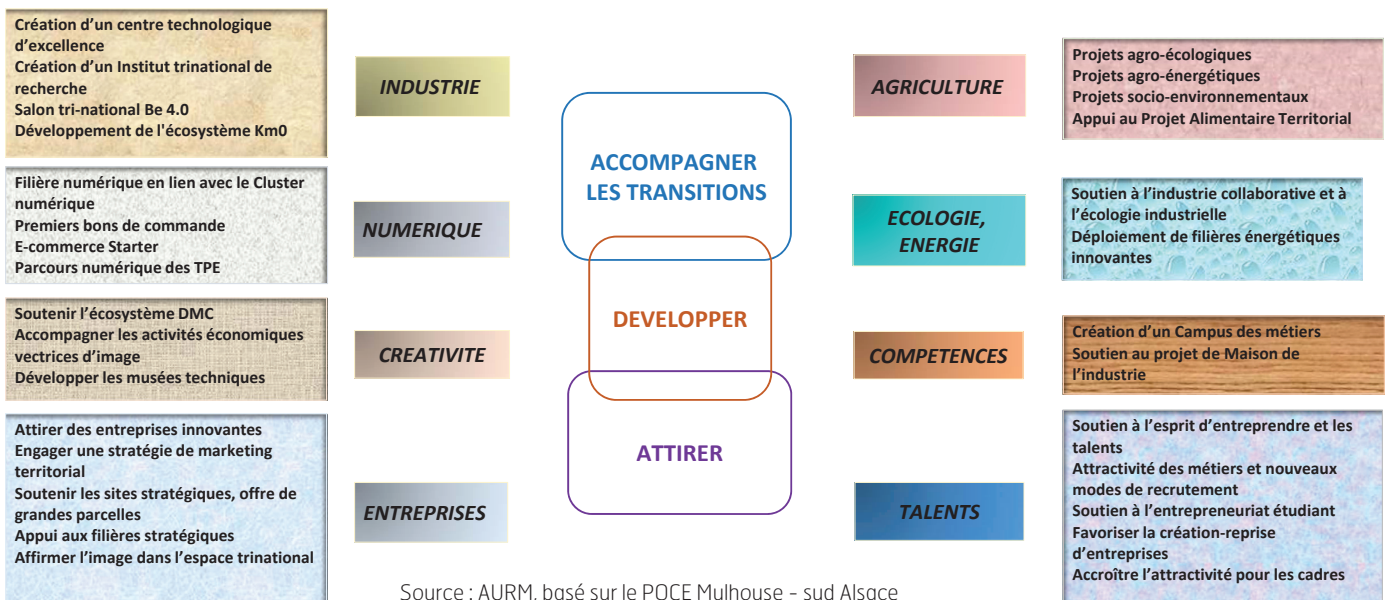 Création d'un centre technologique
d'excellence
Création d'un Institut trinational de
recherche
Salon tri-national Be 4.0
Développement de l'écosystème Km0
INDUSTRIE
Filière numérique en lien avec le Cluster
numérique
Premiers bons de commande
E-commerce Starter
Parcours numérique des TPE
NUMERIQUE
Soutenir l'écosystème DMC
Accompagner les activités économiques
vectrices d'image
Développer les musées techniques
CREATIVITE
Attirer des entreprises innovantes
Engager une stratégie de marketing
territorial
Soutenir les sites stratégiques, offre de
grandes parcelles
Appui aux filières stratégiques
Affirmer l'image dans l'espace trinational
ENTREPRISES
ACCOMPAGNER
LES TRANSITIONS
DEVELOPPER
ATTIRER
AGRICULTURE
Projets agro-écologiques
Projets agro-énergétiques
Projets socio-environnementaux
Appui au Projet Alimentaire Territorial
ECOLOGIE,
ENERGIE
Soutien à l'industrie collaborative et à
l'écologie industrielle
Déploiement de filières énergétiques
innovantes
COMPETENCES
Création d'un Campus des métiers
Soutien au projet de Maison de
l'industrie
TALENTS
Soutien à l'esprit d'entreprendre et les
talents
Attractivité des métiers et nouveaux
modes de recrutement
Soutien à l'entrepreneuriat étudiant
Favoriser la création-reprise
d'entreprises
Accroître l'attractivité pour les cadres
Source : AURM, basé sur le POCE Mulhouse - sud Alsace